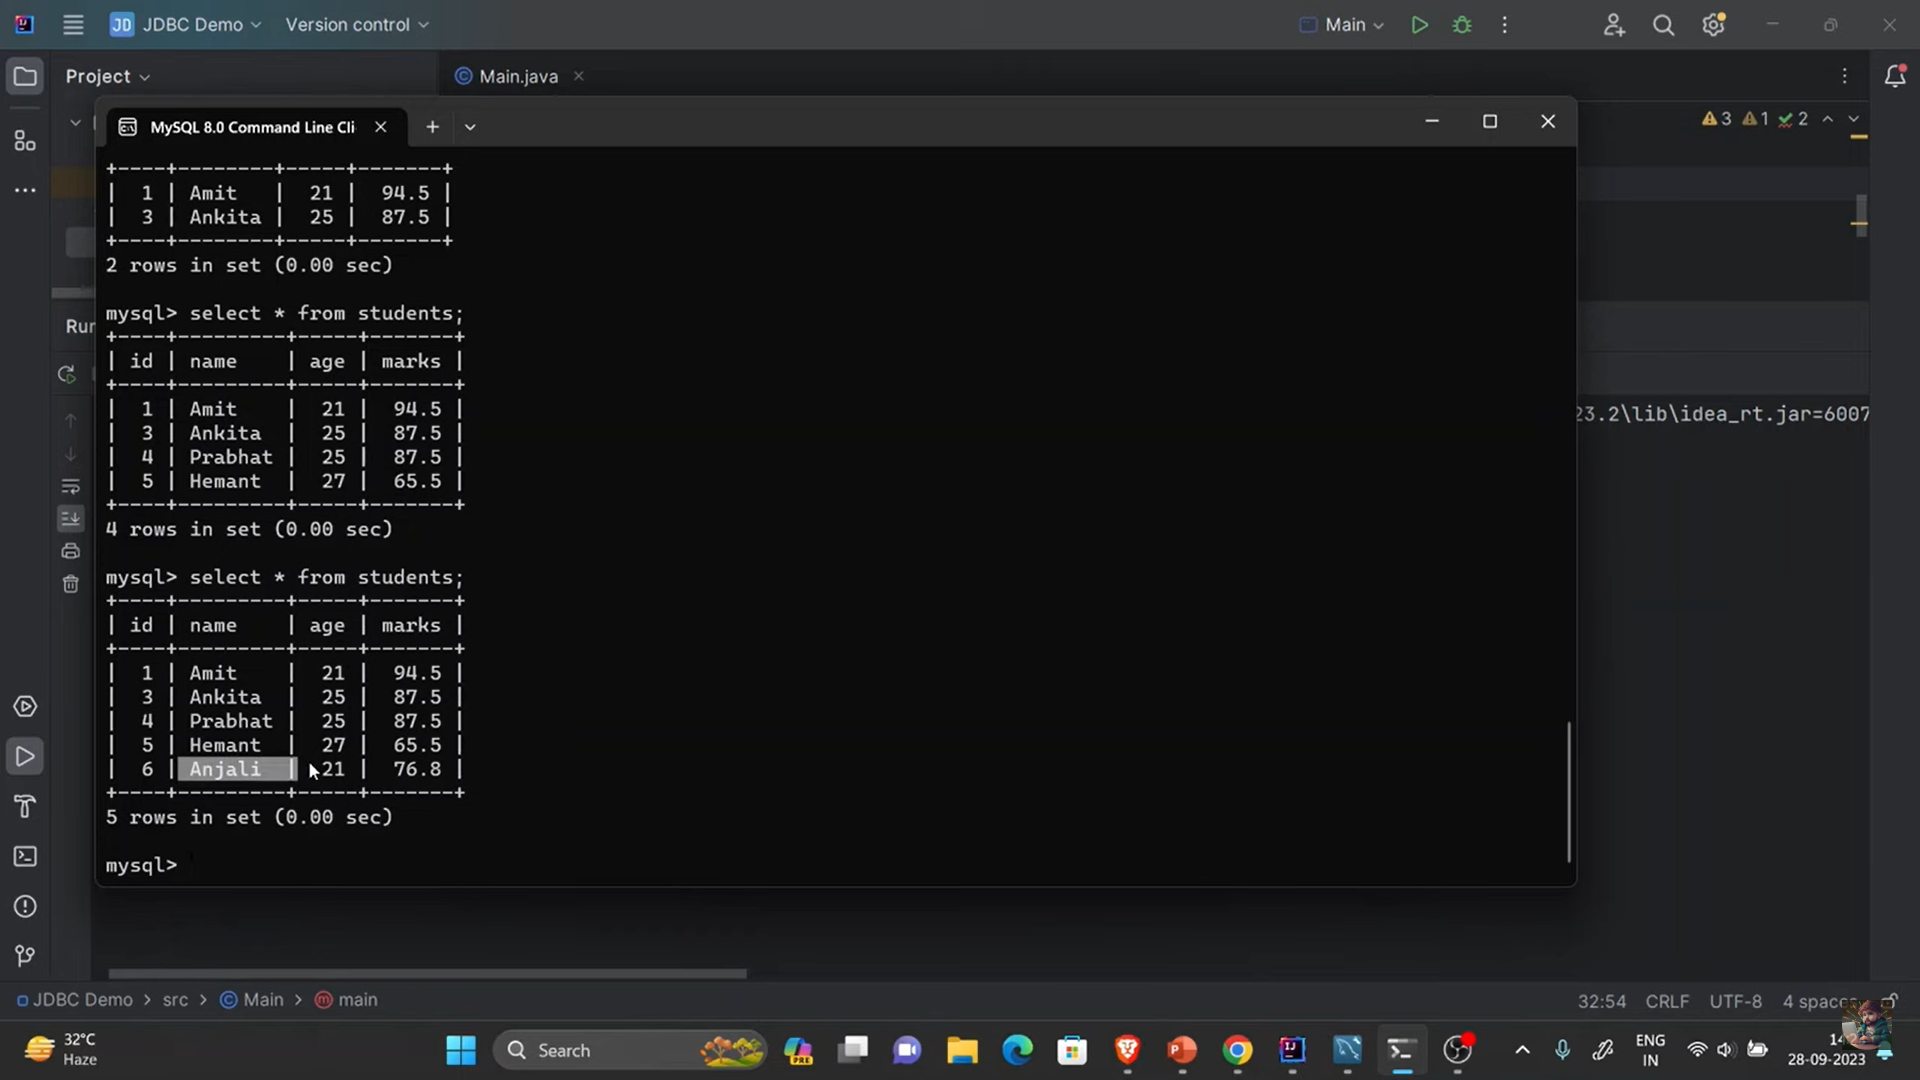 JD JDBC Demo Version control Main
Project Main.java
MySQL 8.0 Command Line Cli
3 1 2
+----+---------+-----+-------+
| 1 | Amit | 21 | 94.5 |
| 3 | Ankita | 25 | 87.5 |
+----+---------+-----+-------+
2 rows in set (0.00 sec)
mysql> select * from students;
Run
+----+---------+-----+-------+
| id | name | age | marks |
+----+---------+-----+-------+
| 1 | Amit | 21 | 94.5 |
23.2\lib\idea_rt.jar=6007
| 3 | Ankita | 25 | 87.5 |
| 4 | Prabhat | 25 | 87.5 |
| 5 | Hemant | 27 | 65.5 |
+----+---------+-----+-------+
4 rows in set (0.00 sec)
mysql> select * from students;
+----+---------+-----+-------+
| id | name | age | marks |
+----+---------+-----+-------+
| 1 | Amit | 21 | 94.5 |
| 3 | Ankita | 25 | 87.5 |
| 4 | Prabhat | 25 | 87.5 |
| 5 | Hemant | 27 | 65.5 |
| 6 | Anjali | 21 | 76.8 |
+----+---------+-----+-------+
5 rows in set (0.00 sec)
mysql>
JDBC Demo > src > Main > main 32:54 CRLF UTF-8 4 spaces
32°C
Haze
Search
PRE
ENG
IN
28-09-2023